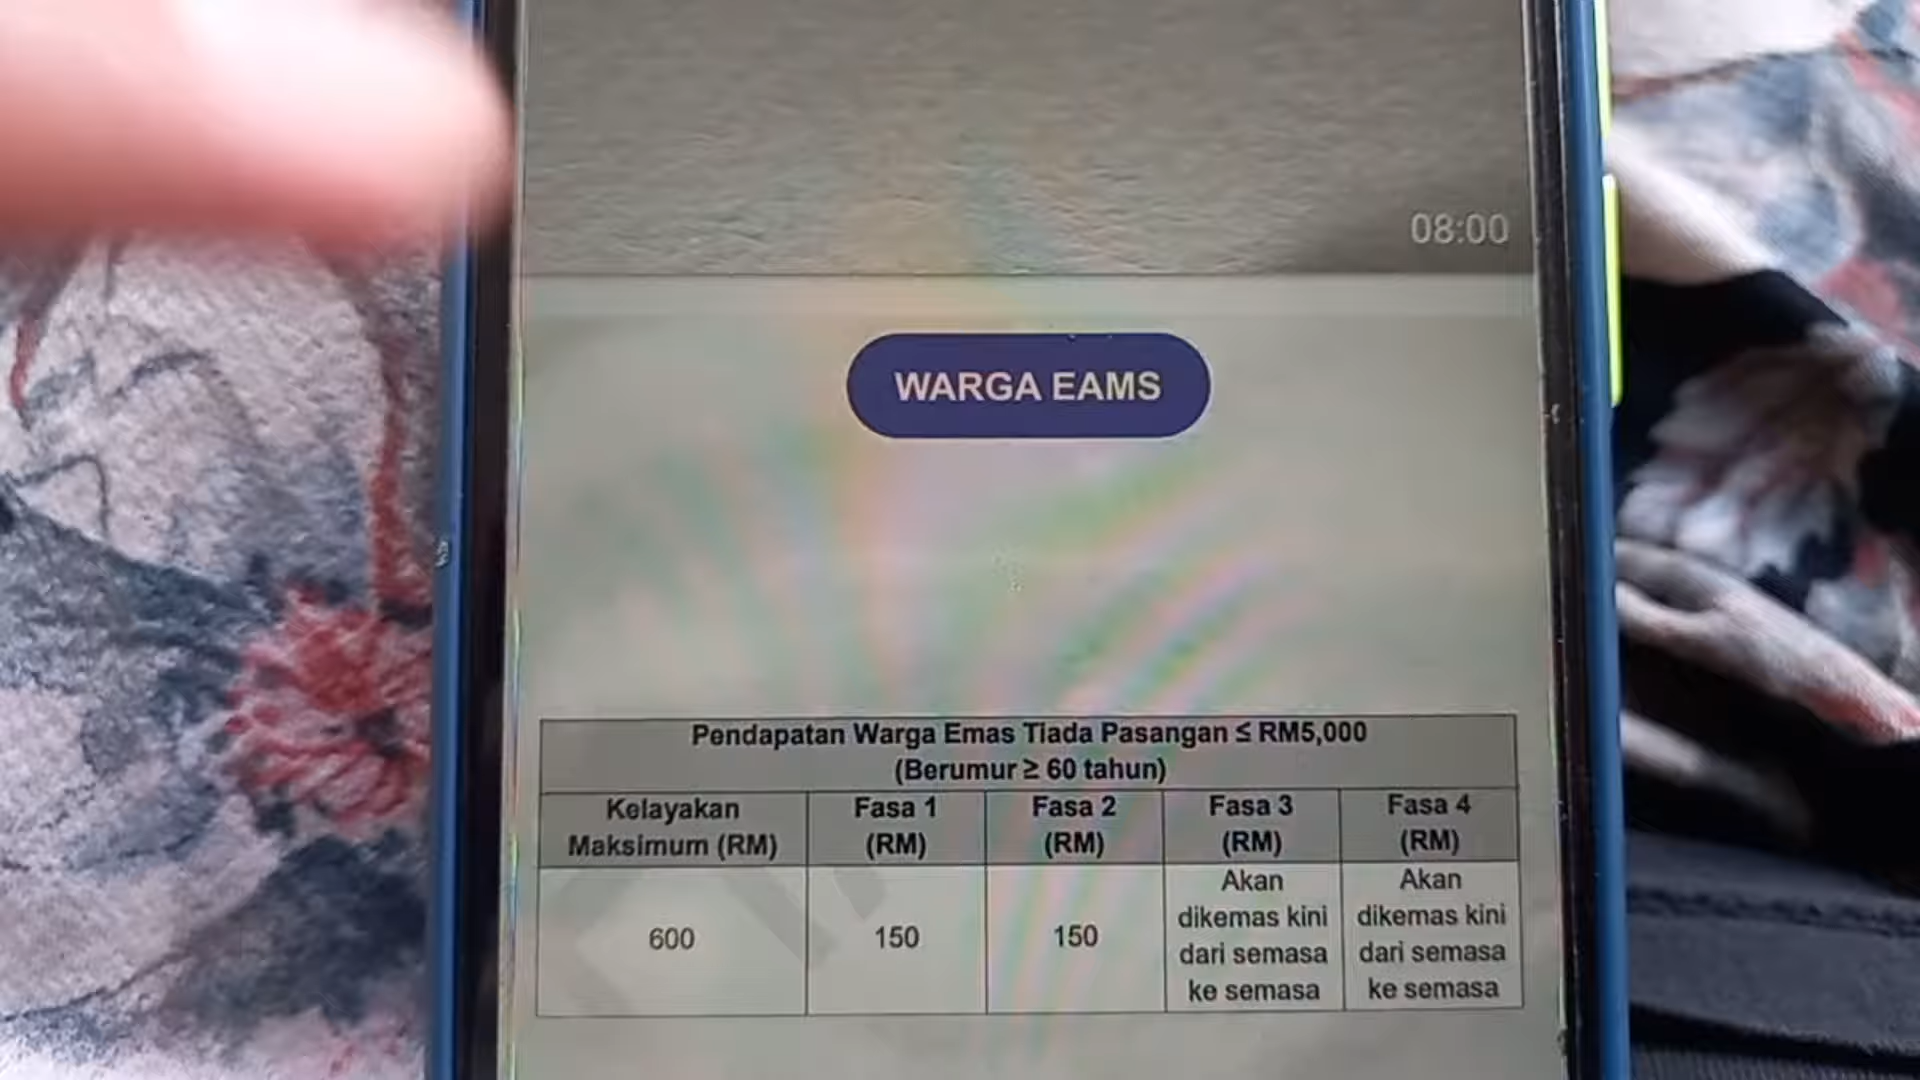 08:00
WARGA EAMS
Pendapatan Warga Emas Tiada Pasangan ≤ RM5,000
(Berumur ≥ 60 tahun)
Kelayakan Maksimum (RM)
Fasa 1 (RM)
Fasa 2 (RM)
Fasa 3 (RM)
Fasa 4 (RM)
600
150
150
Akan dikemas kini dari semasa ke semasa
Akan dikemas kini dari semasa ke semasa